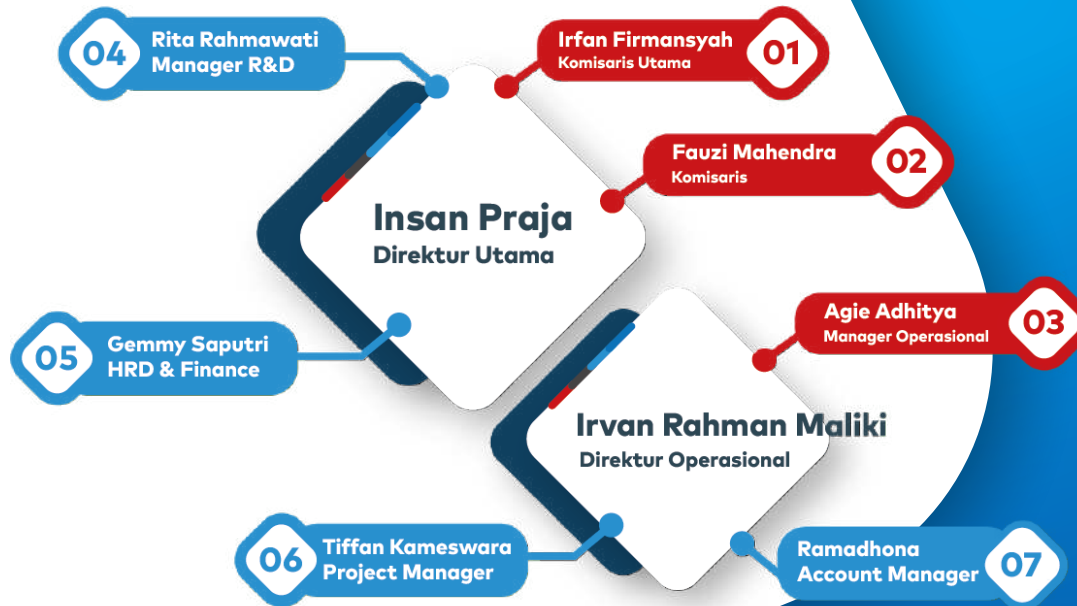 04
Rita Rahmawati
Manager R&D
Irfan Firmansyah
Komisaris Utama
01
Fauzi Mahendra
Komisaris
02
Insan Praja
Direktur Utama
Agie Adhitya
Manager Operasional
03
05
Gemmy Saputri
HRD & Finance
Irvan Rahman Maliki
Direktur Operasional
06
Tiffan Kameswara
Project Manager
Ramadhona
Account Manager
07